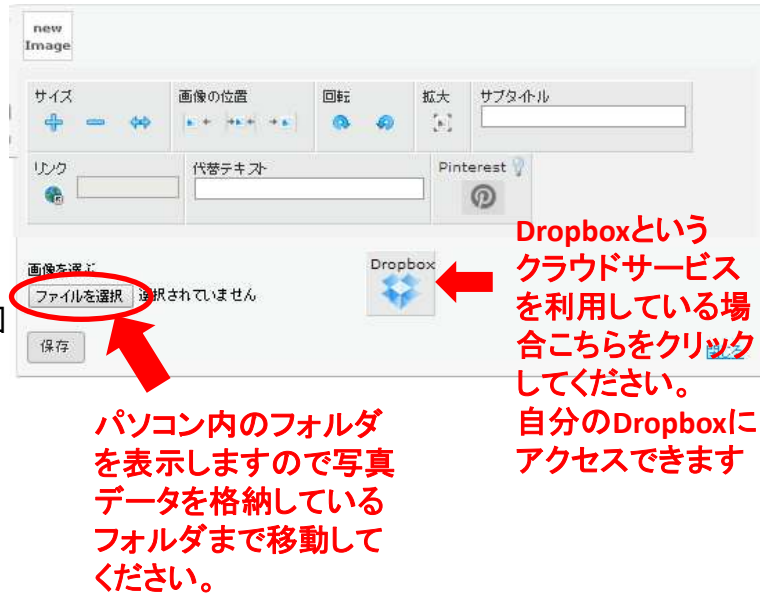 new
Image
サイズ
画像の位置
回転
拡大
サブタイトル
リンク
代替テキスト
Pinterest
画像を選ぶ
ファイルを選択 選択されていません
Dropbox
保存
閉じる
Dropboxという
クラウドサービス
を利用している場
合こちらをクリック
してください。
自分のDropboxに
アクセスできます
パソコン内のフォルダ
を表示しますので写真
データを格納している
フォルダまで移動して
ください。